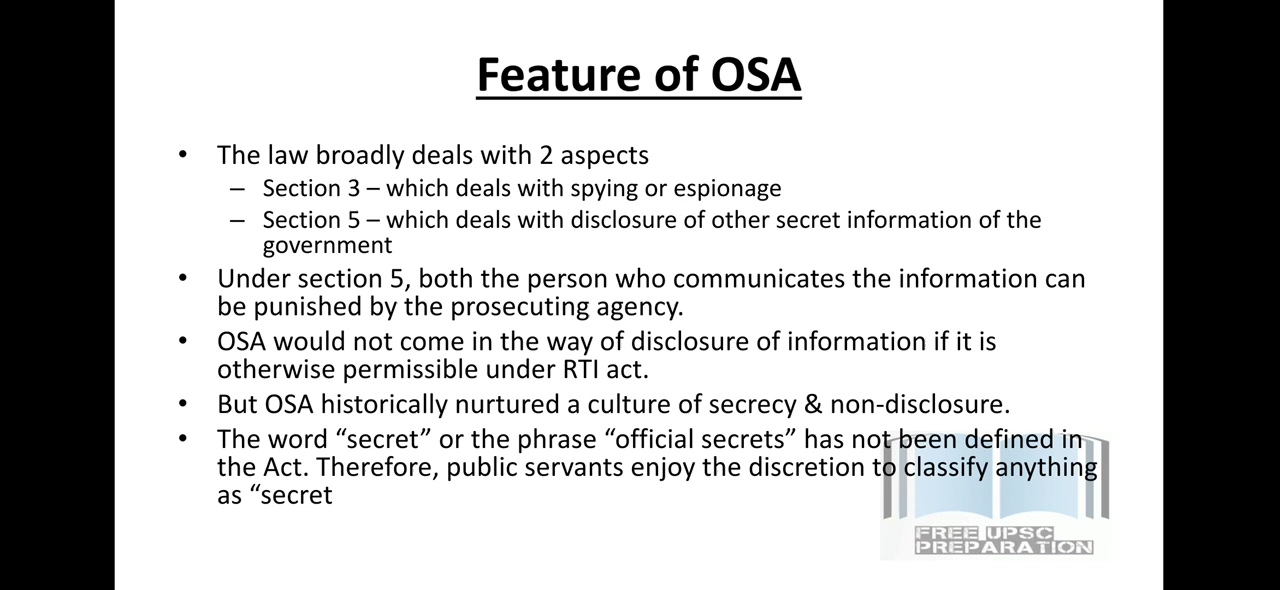 Feature of OSA
• The law broadly deals with 2 aspects
– Section 3 – which deals with spying or espionage
– Section 5 – which deals with disclosure of other secret information of the
government
• Under section 5, both the person who communicates the information can
be punished by the prosecuting agency.
• OSA would not come in the way of disclosure of information if it is
otherwise permissible under RTI act.
• But OSA historically nurtured a culture of secrecy & non-disclosure.
• The word “secret” or the phrase “official secrets” has not been defined in
the Act. Therefore, public servants enjoy the discretion to classify anything
as “secret
FREE UPSC
PREPARATION